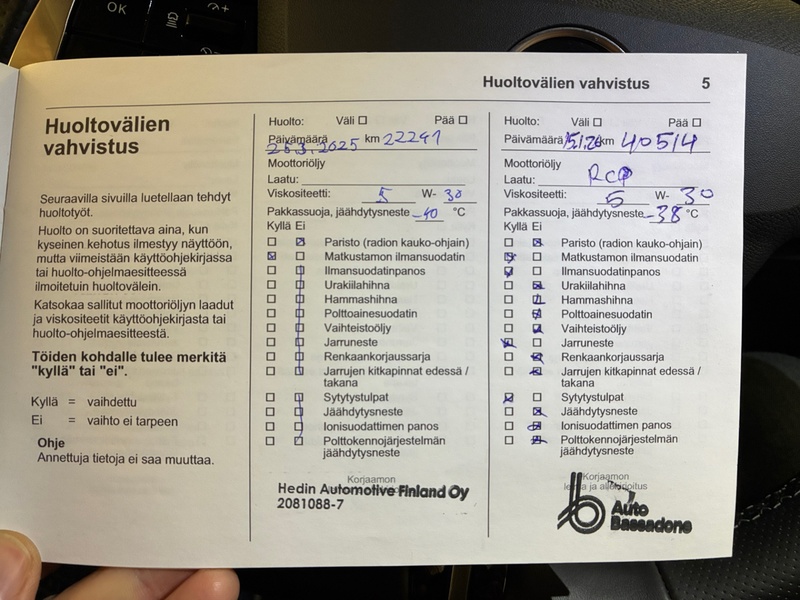 OK
Huoltovälien vahvistus 5
Huoltovälien
vahvistus
Seuraavilla sivuilla luetellaan tehdyt
huoltotyöt.
Huolto on suoritettava aina, kun
kyseinen kehotus ilmestyy näyttöön,
mutta viimeistään käyttöohjekirjassa
tai huolto-ohjelmaesitteessä
ilmoitetuin huoltovälein.
Katsokaa sallitut moottoriöljyn laadut
ja viskositeetit käyttöohjekirjasta tai
huolto-ohjelmaesitteestä.
Töiden kohdalle tulee merkitä
"kyllä" tai "ei".
Kyllä = vaihdettu
Ei = vaihto ei tarpeen
Ohje
Annettuja tietoja ei saa muuttaa.
Huolto: Väli Pää
Päivämäärä 25.3.2025 km 22291
Moottoriöljy
Laatu:
Viskositeetti: 5 W- 30
Pakkassuoja, jäähdytysneste -40 °C
Kyllä Ei
Paristo (radion kauko-ohjain)
Matkustamon ilmansuodatin
Ilmansuodatinpanos
Urakiilahihna
Hammashihna
Polttoainesuodatin
Vaihteistoöljy
Jarruneste
Renkaankorjaussarja
Jarrujen kitkapinnat edessä /
takana
Sytytystulpat
Jäähdytysneste
Ionisuodattimen panos
Polttokennojärjestelmän
jäähdytysneste
Korjaamon
Hedin Automotive Finland Oy
2081088-7
Huolto: Väli Pää
Päivämäärä km 40514
Moottoriöljy
Laatu:
Viskositeetti: 5 W- 30
Pakkassuoja, jäähdytysneste -38 °C
Kyllä Ei
Paristo (radion kauko-ohjain)
Matkustamon ilmansuodatin
Ilmansuodatinpanos
Urakiilahihna
Hammashihna
Polttoainesuodatin
Vaihteistoöljy
Jarruneste
Renkaankorjaussarja
Jarrujen kitkapinnat edessä /
takana
Sytytystulpat
Jäähdytysneste
Ionisuodattimen panos
Polttokennojärjestelmän
jäähdytysneste
Korjaamon
Auto
Bassadone